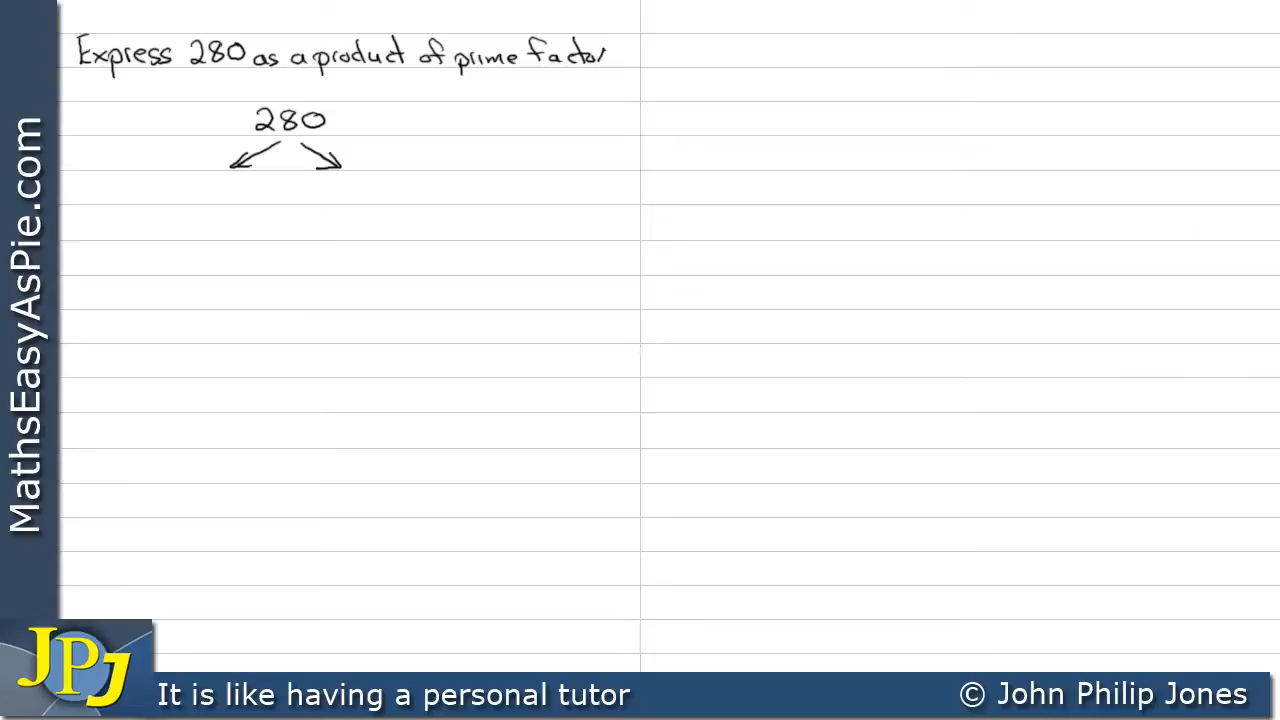 Express 280 as a product of prime factor
280
MathsEasyAsPie.com
JPJ
It is like having a personal tutor
© John Philip Jones